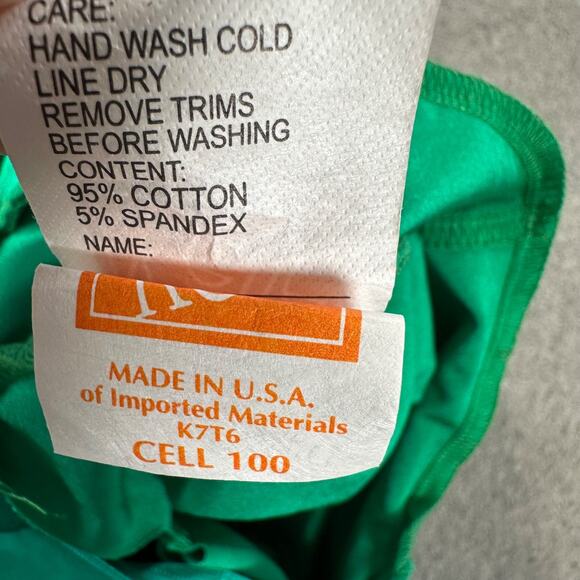 CARE:
HAND WASH COLD
LINE DRY
REMOVE TRIMS
BEFORE WASHING
CONTENT:
95% COTTON
5% SPANDEX
NAME:
MADE IN U.S.A.
of Imported Materials
K7T6
CELL 100